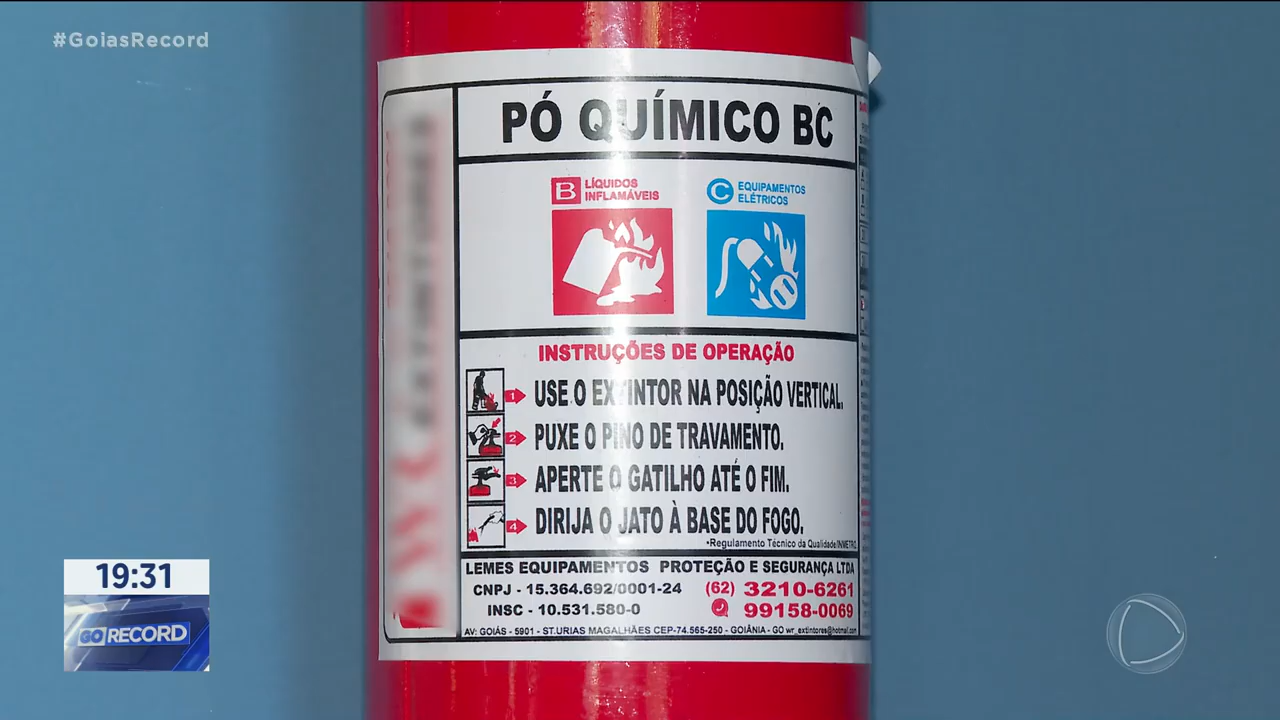 #GoiasRecord
PÓ QUÍMICO BC
B LÍQUIDOS
INFLAMÁVEIS
C EQUIPAMENTOS
ELÉTRICOS
INSTRUÇÕES DE OPERAÇÃO
1 USE O EXTINTOR NA POSIÇÃO VERTICAL.
2 PUXE O PINO DE TRAVAMENTO.
3 APERTE O GATILHO ATÉ O FIM.
4 DIRIJA O JATO À BASE DO FOGO.
•Regulamento Técnico da Qualidade/INMETRO
LEMES EQUIPAMENTOS PROTEÇÃO E SEGURANÇA LTDA
CNPJ - 15.364.692/0001-24 (62) 3210-6261
INSC - 10.531.580-0 99158-0069
AV: GOIÁS - 5901 - ST.URIAS MAGALHÃES CEP-74.565-250 - GOIÂNIA - GO wr_extintores@hotmail.com
19:31
GO RECORD